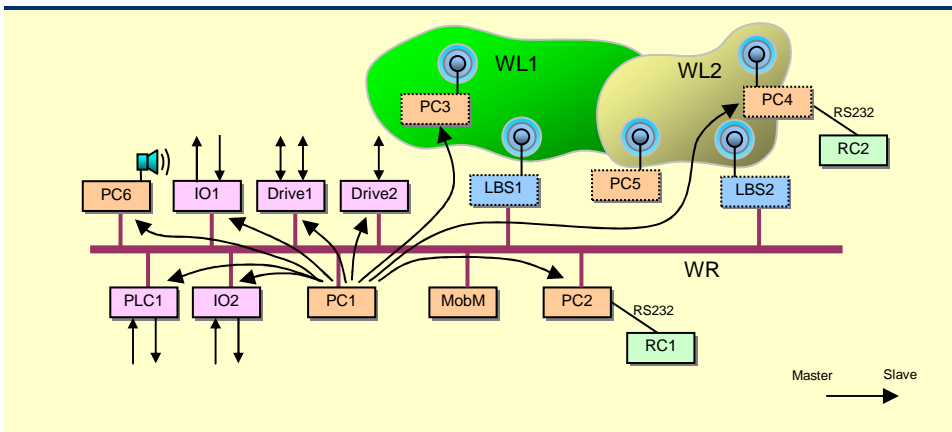 WL1
WL2
PC3
PC4
RS232
RC2
PC6
IO1
Drive1
Drive2
LBS1
PC5
LBS2
WR
PLC1
IO2
PC1
MobM
PC2
RS232
RC1
Master
Slave